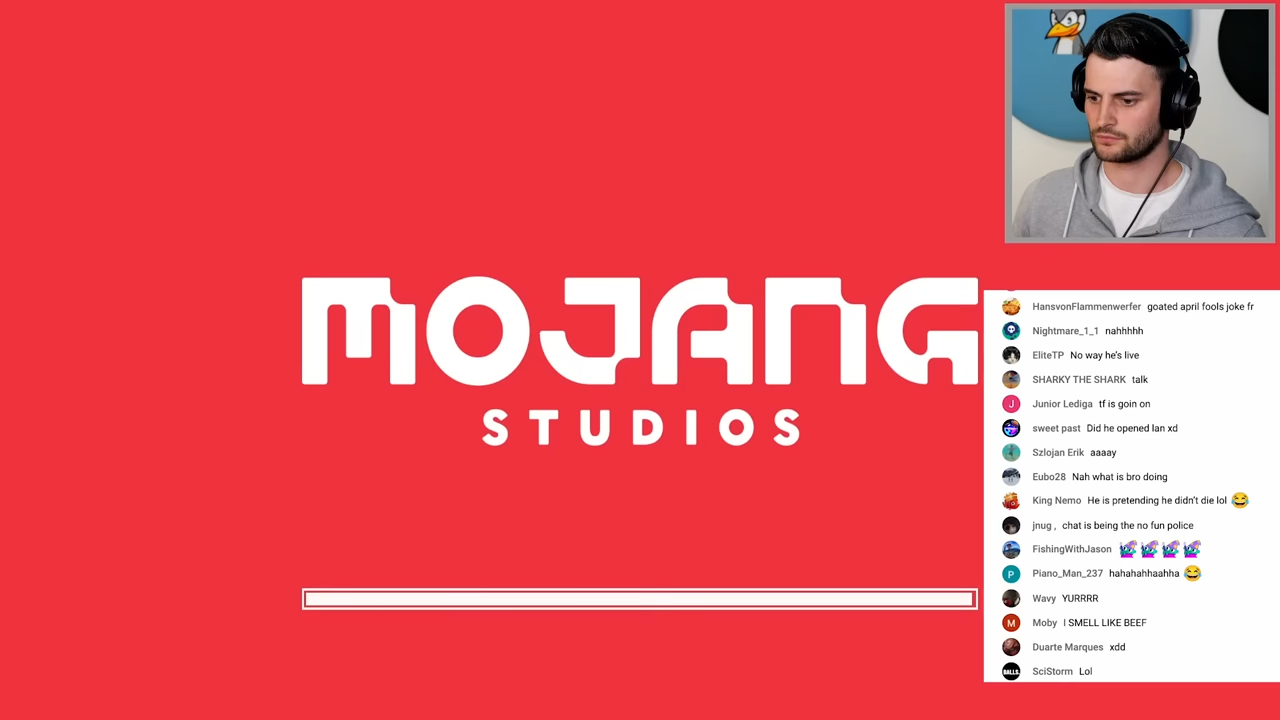 MOJANG
STUDIOS
HansvonFlammenwerfer goated april fools joke fr
Nightmare_1_1 nahhhhh
EliteTP No way he's live
SHARKY THE SHARK talk
J Junior Lediga tf is goin on
sweet past Did he opened lan xd
Szlojan Erik aaaay
Eubo28 Nah what is bro doing
King Nemo He is pretending he didn't die lol 😂
jnug , chat is being the no fun police
FishingWithJason
P Piano_Man_237 hahahahhaahha 😂
Wavy YURRRR
M Moby I SMELL LIKE BEEF
Duarte Marques xdd
BALLS. SciStorm Lol